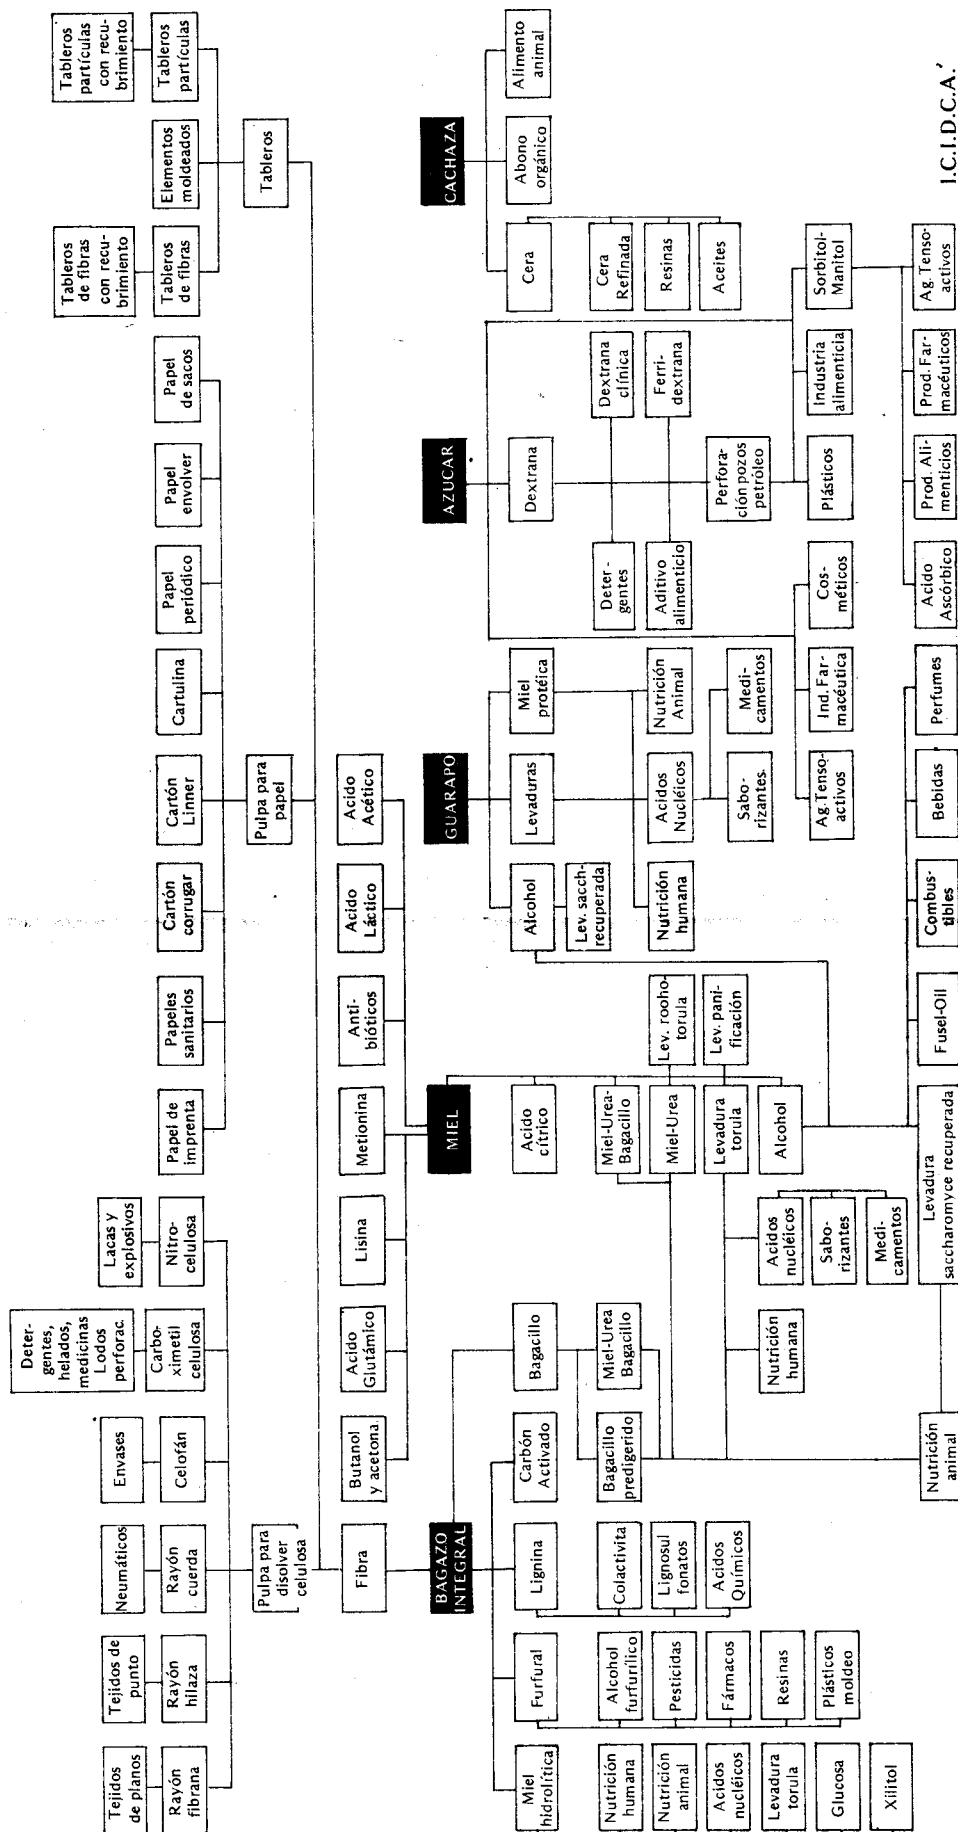 Deter-
gentes,
helados,
medicinas
Lodos
perforac.
Tejidos
de planos
Tejidos de
punto
Neumáticos
Envases
Lacas y
explosivos
Tableros
de fibras
con recu-
brimiento
Tableros
partículas
con recu-
brimiento
Rayón
fibrana
Rayón
hilaza
Rayón
cuerda
Celofán
Carbo-
ximetil
celulosa
Nitro-
celulosa
Papel de
imprenta
Papeles
sanitarios
Cartón
corrugar
Cartón
Linner
Cartulina
Papel
periódico
Papel
envolver
Papel
de sacos
Tableros
de fibras
Elementos
moldeados
Tableros
partículas
Pulpa para
disolver
celulosa
Pulpa para
papel
Tableros
Fibra
Butanol
y acetona
Acido
Glutámico
Lisina
Metionina
Anti-
bióticos
Acido
Láctico
Acido
Acético
BAGAZO
INTEGRAL
MIEL
GUARAPO
AZUCAR
CACHAZA
Miel
hidrolítica
Furfural
Lignina
Carbón
Activado
Bagacillo
Acido
cítrico
Alcohol
Levaduras
Miel
protéica
Dextrana
Cera
Abono
orgánico
Alimento
animal
Lev. sacch-
recuperada
Nutrición
humana
Alcohol
furfurílico
Colactivita
Bagacillo
predigerido
Miel-Urea
Bagacillo
Miel-Urea-
Bagacillo
Deter-
gentes
Dextrana
clínica
Cera
Refinada
Nutrición
animal
Pesticidas
Lignosul
fonatos
Miel-Urea
Lev. rooho-
torula
Nutrición
humana
Acidos
Nucléicos
Nutrición
Animal
Aditivo
alimenticio
Ferri-
dextrana
Resinas
Acidos
nucléicos
Fármacos
Acidos
Químicos
Levadura
torula
Lev. pani-
ficación
Sabo-
rizantes.
Medi-
camentos
Perfora-
ción pozos
petróleo
Aceites
Levadura
torula
Resinas
Nutrición
humana
Acidos
nucléicos
Alcohol
Glucosa
Plásticos
moldeo
Sabo-
rizantes
Ag. Tenso-
activos
Ind. Far-
macéutica
Cos-
méticos
Plásticos
Industria
alimenticia
Sorbitol-
Manitol
Xilitol
Medi-
camentos
Nutrición
animal
Levadura
saccharomyce recuperada
Fusel-Oil
Combus-
tibles
Bebidas
Perfumes
Acido
Ascórbico
Prod. Ali-
menticios
Prod. Far-
macéuticos
Ag. Tenso-
activos
I.C.I.D.C.A.